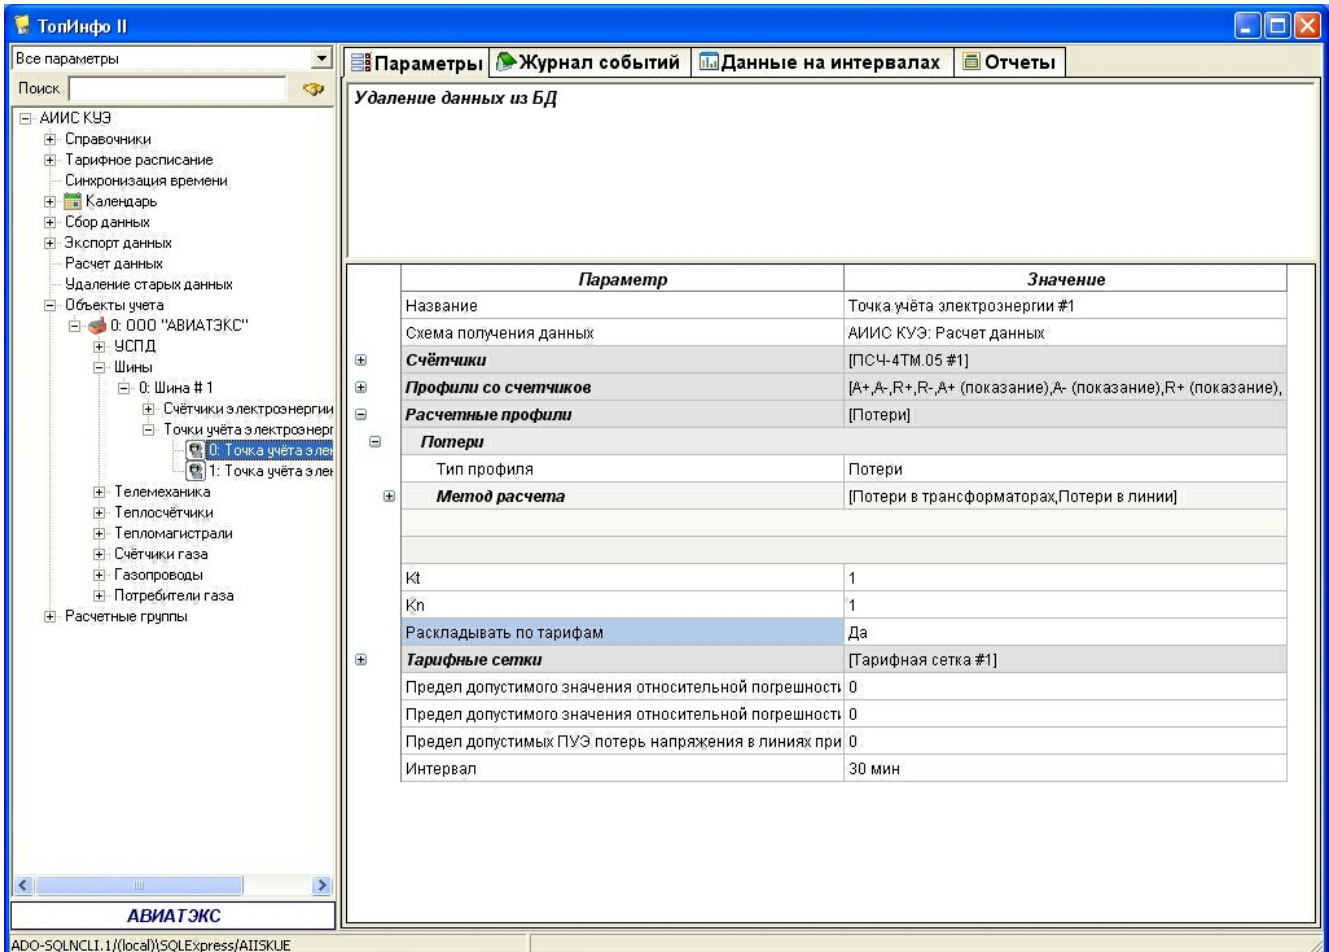 ТопИнфо II
Все параметры
Поиск
АИИС КУЭ
Справочники
Тарифное расписание
Синхронизация времени
Календарь
Сбор данных
Экспорт данных
Расчет данных
Удаление старых данных
Объекты учета
0: ООО "АВИАТЭКС"
УСПД
Шины
0: Шина # 1
Счётчики электроэнергии
Точки учёта электроэнерг
0: Точка учёта элек
1: Точка учёта элек
Телемеханика
Теплосчётчики
Тепломагистрали
Счётчики газа
Газопроводы
Потребители газа
Расчетные группы
АВИАТЭКС
Параметры Журнал событий Данные на интервалах Отчеты
Удаление данных из БД
Параметр Значение
Название Точка учёта электроэнергии #1
Схема получения данных АИИС КУЭ: Расчет данных
Счётчики [ПСЧ-4ТМ.05 #1]
Профили со счетчиков [A+,A-,R+,R-,A+ (показание),A- (показание),R+ (показание),
Расчетные профили [Потери]
Потери
Тип профиля Потери
Метод расчета [Потери в трансформаторах,Потери в линии]
Kt 1
Kn 1
Раскладывать по тарифам Да
Тарифные сетки [Тарифная сетка #1]
Предел допустимого значения относительной погрешности 0
Предел допустимого значения относительной погрешности 0
Предел допустимых ПУЭ потерь напряжения в линиях при 0
Интервал 30 мин
ADO-SQLNCLI.1/(local)\SQLExpress/AIISKUE